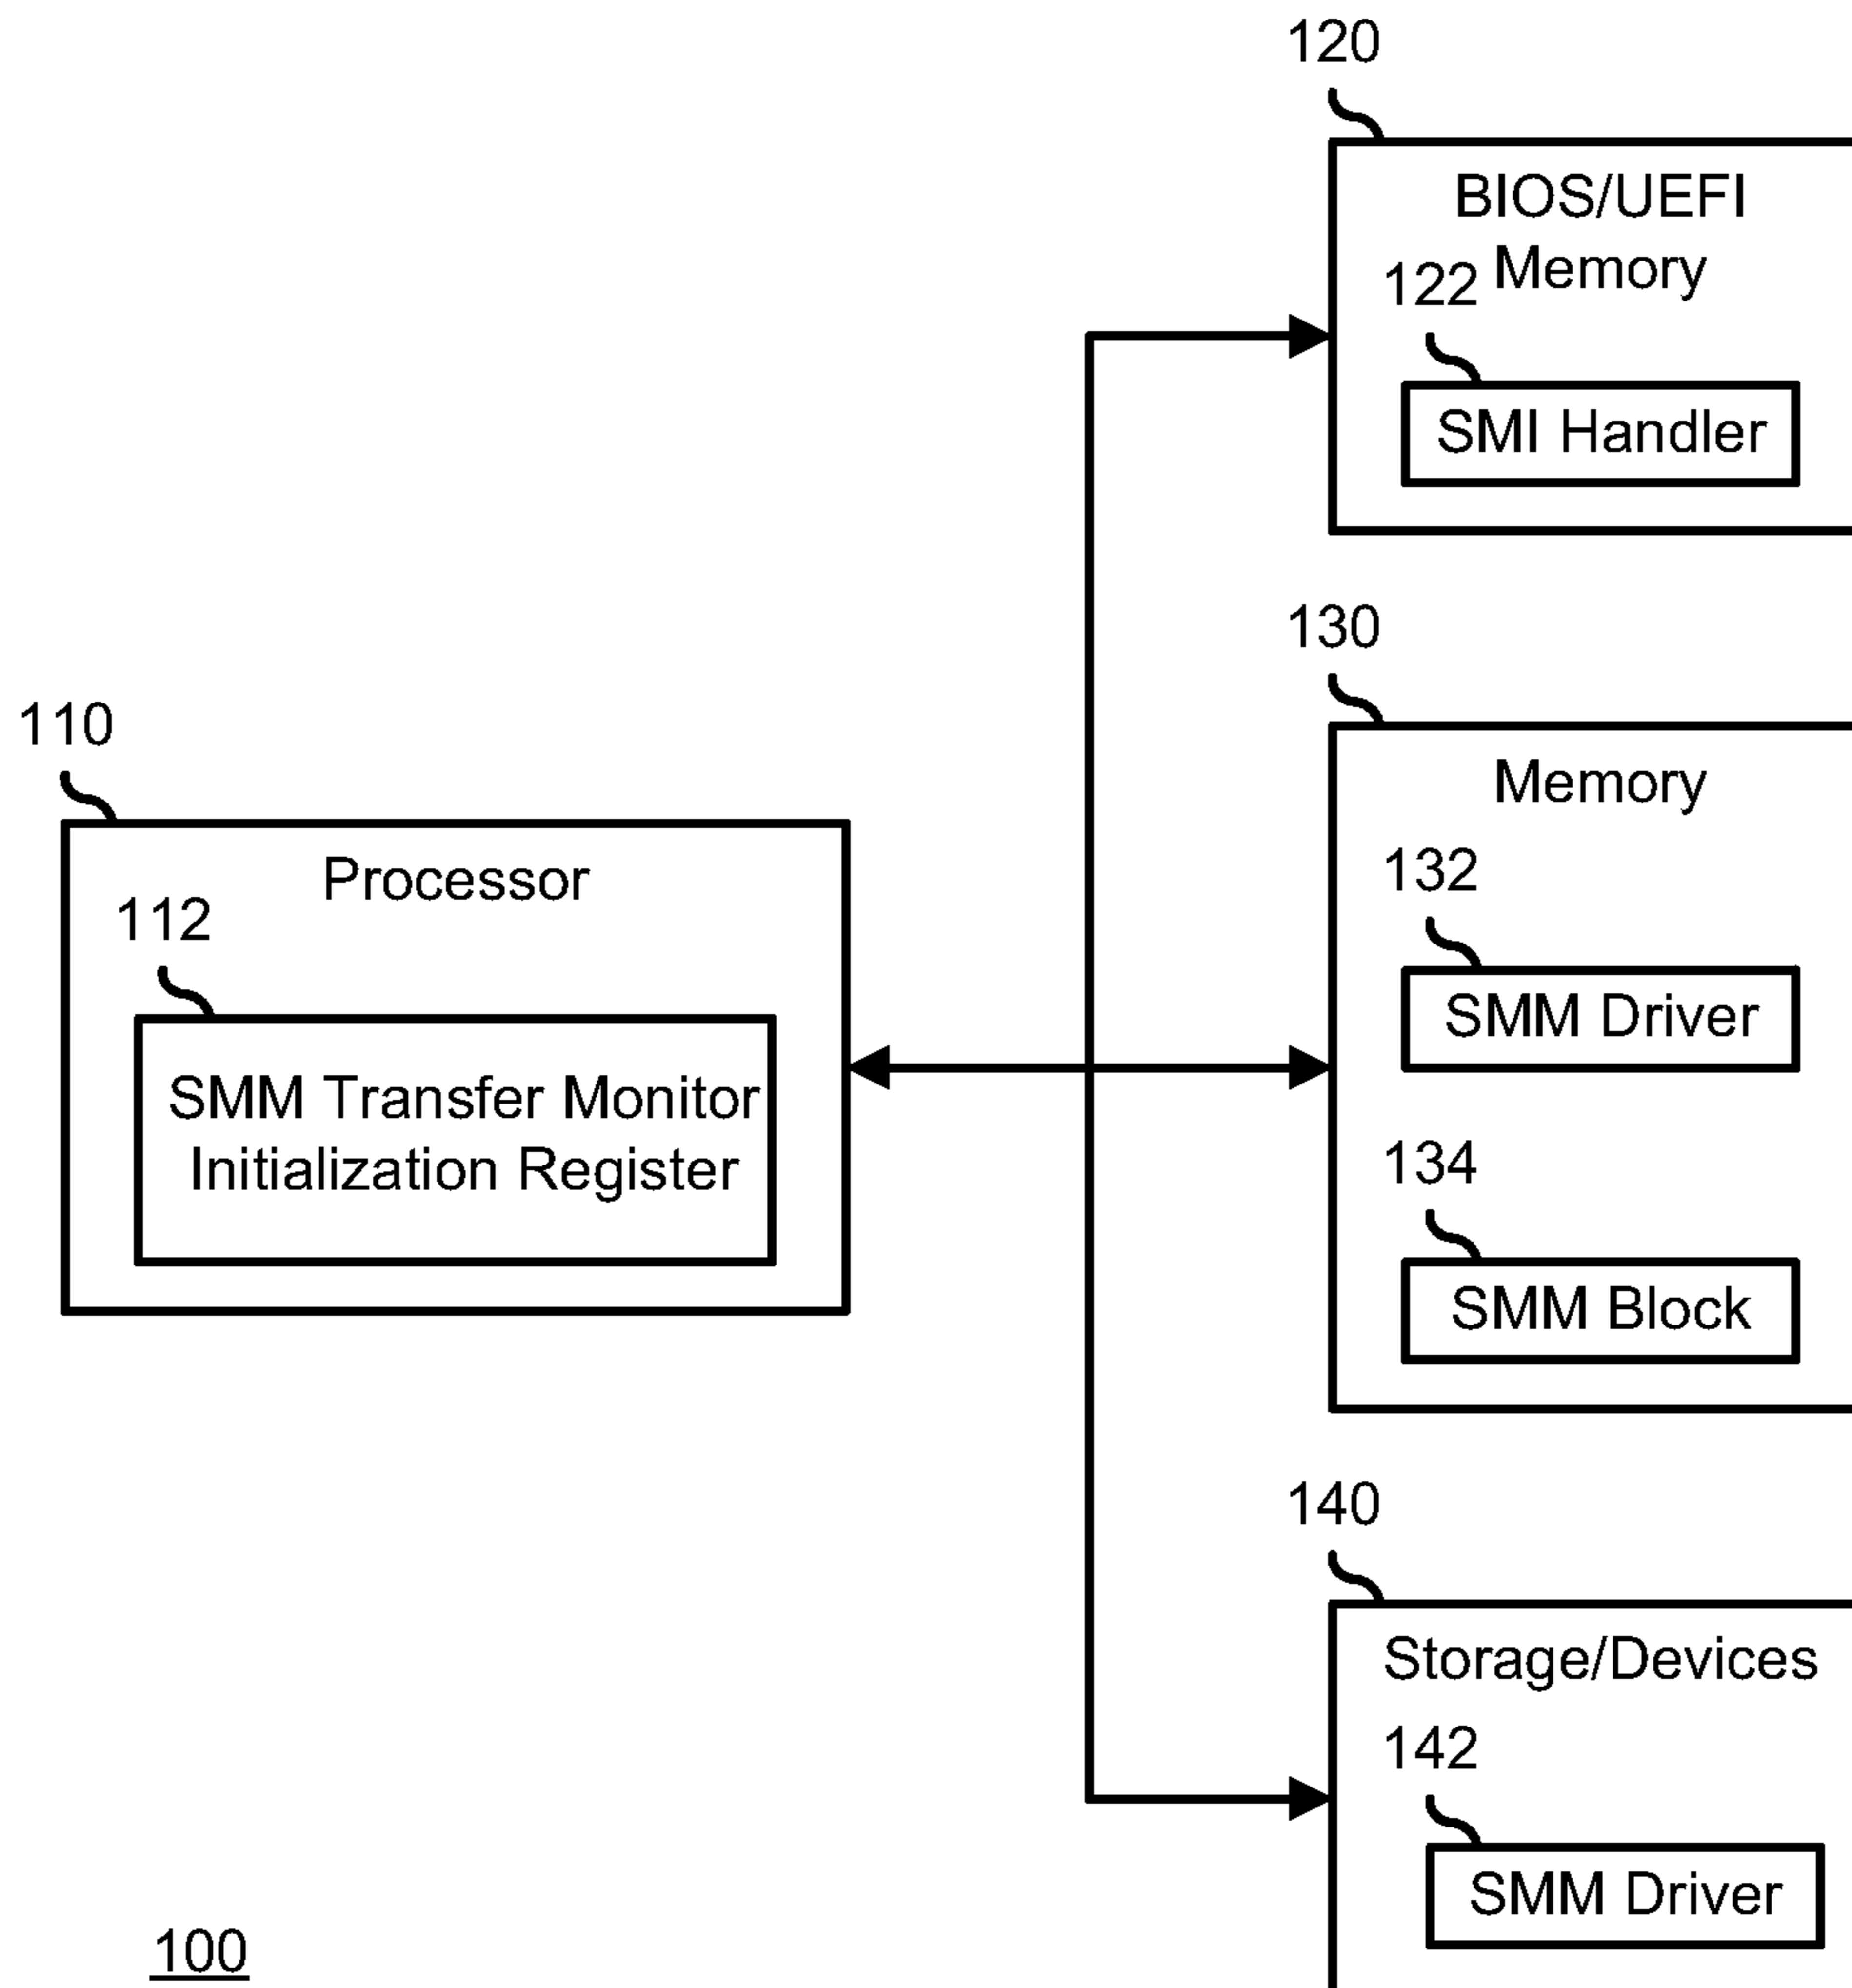 120
BIOS/UEFI
Memory
122
SMI Handler
130
Memory
132
SMM Driver
134
SMM Block
110
Processor
112
SMM Transfer Monitor
Initialization Register
140
Storage/Devices
142
SMM Driver
100